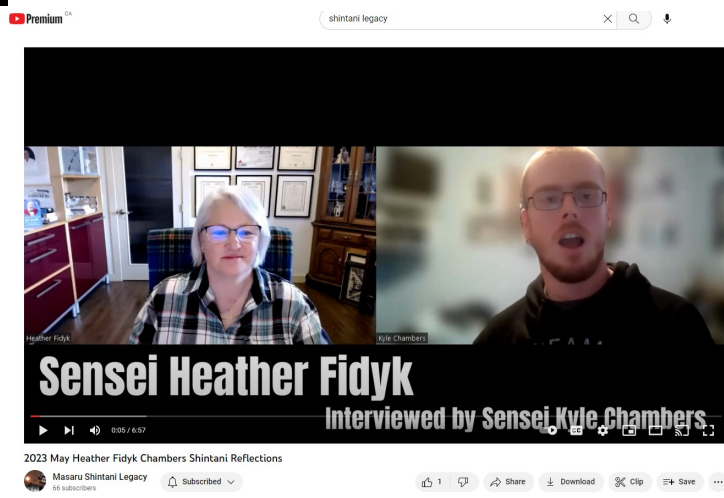 Premium CA
shintani legacy
Heather Fidyk
Kyle Chambers
Sensei Heather Fidyk
Interviewed by Sensei Kyle Chambers
0:05 / 6:57
CC
2023 May Heather Fidyk Chambers Shintani Reflections
Masaru Shintani Legacy
66 subscribers
Subscribed
1
Share
Download
Clip
Save